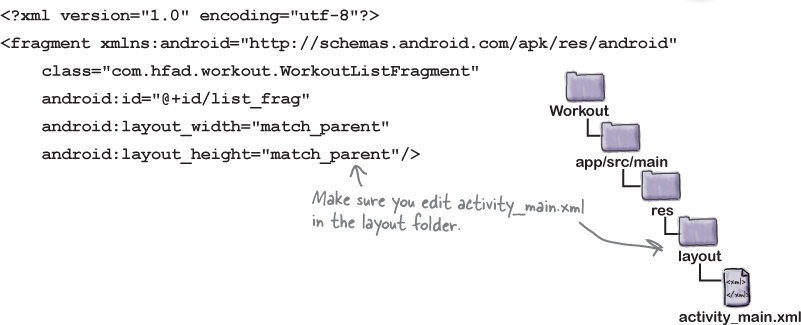 <?xml version="1.0" encoding="utf-8"?>
<fragment xmlns:android="http://schemas.android.com/apk/res/android"
class="com.hfad.workout.WorkoutListFragment"
android:id="@+id/list_frag"
android:layout_width="match_parent"
android:layout_height="match_parent"/>
Make sure you edit activity_main.xml
in the layout folder.
Workout
app/src/main
res
layout
<xml>
</xml>
activity_main.xml